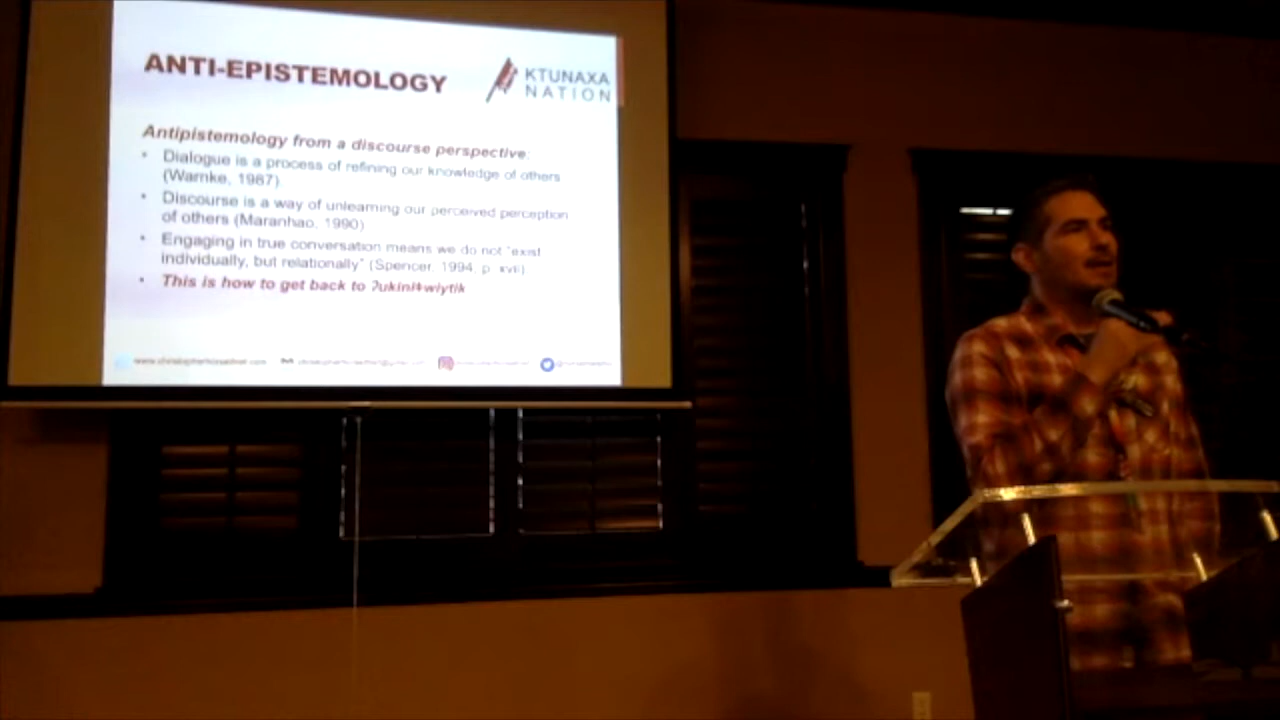 ANTI-EPISTEMOLOGY
KTUNAXA
NATION
Antipistemology from a discourse perspective:
• Dialogue is a process of refining our knowledge of others
(Warnke, 1987)
• Discourse is a way of unlearning our perceived perception
of others (Maranhao, 1990)
• Engaging in true conversation means we do not "exist
individually, but relationally" (Spencer, 1994, p. xvii)
• This is how to get back to ʔukiniⱡwiytik